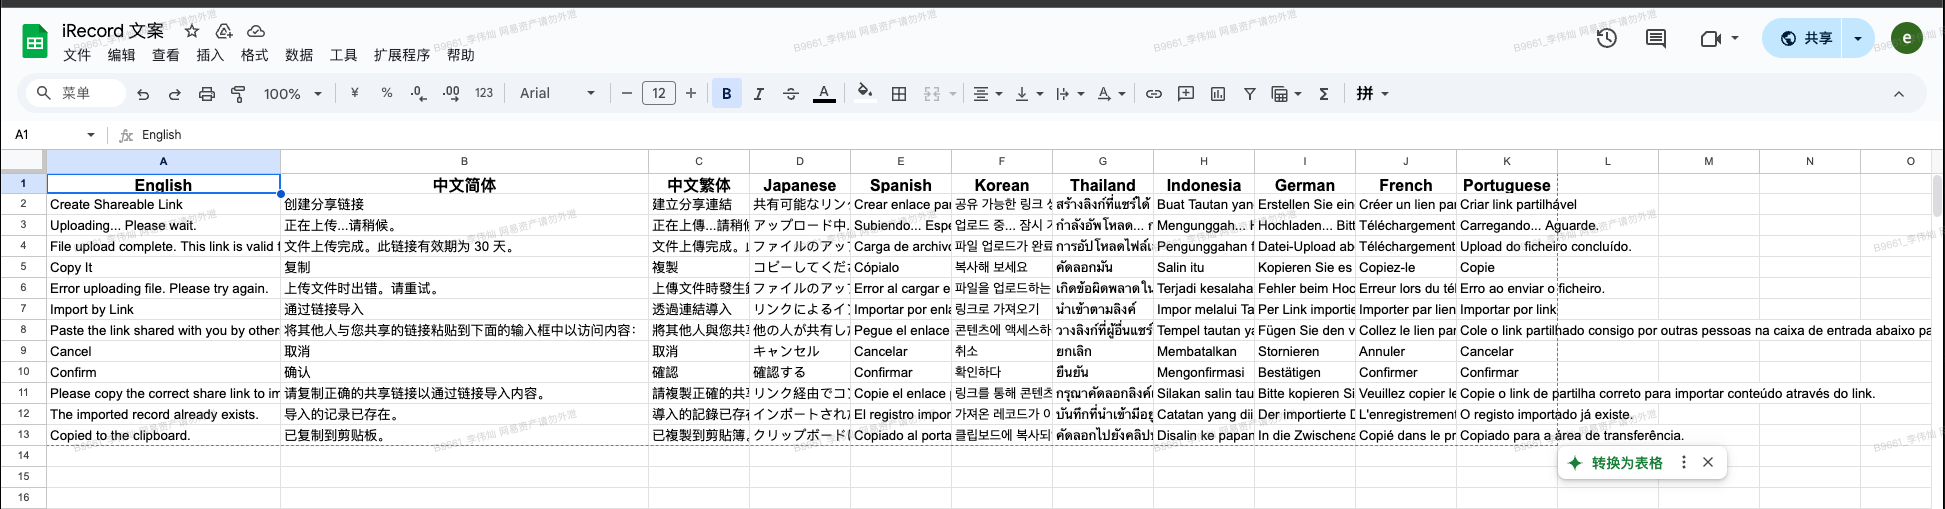 iRecord 文案
文件 编辑 查看 插入 格式 数据 工具 扩展程序 帮助
共享
e
菜单 100% ¥ % .0 .00 123 Arial 12 B I A Σ 拼
A1 fx English
A B C D E F G H I J K L M N O
1 English 中文简体 中文繁体 Japanese Spanish Korean Thailand Indonesia German French Portuguese
2 Create Shareable Link 创建分享链接 建立分享連結 共有可能なリン Crear enlace par 공유 가능한 링크 สร้างลิงก์ที่แชร์ได้ Buat Tautan yan Erstellen Sie ein Créer un lien par Criar link partilhável
3 Uploading... Please wait. 正在上传...请稍候。 正在上傳...請稍 アップロード中. Subiendo... Espe 업로드 중... 잠시 กำลังอัพโหลด... Mengunggah... Hochladen... Bitt Téléchargement Carregando... Aguarde.
4 File upload complete. This link is valid f 文件上传完成。此链接有效期为 30 天。 文件上傳完成。 ファイルのアッ Carga de archivo 파일 업로드가 완료 การอัปโหลดไฟล์ Pengunggahan f Datei-Upload ab Téléchargement Upload do ficheiro concluído.
5 Copy It 复制 複製 コピーしてくだ Cópialo 복사해 보세요 คัดลอกมัน Salin itu Kopieren Sie es Copiez-le Copie
6 Error uploading file. Please try again. 上传文件时出错。请重试。 上傳文件時發生 ファイルのアッ Error al cargar e 파일을 업로드하는 เกิดข้อผิดพลาดใน Terjadi kesalaha Fehler beim Hoc Erreur lors du té Erro ao enviar o ficheiro.
7 Import by Link 通过链接导入 透過連結導入 リンクによるイ Importar por enla 링크로 가져오기 นำเข้าตามลิงค์ Impor melalui Ta Per Link importie Importer par lien Importar por link
8 Paste the link shared with you by other 将其他人与您共享的链接粘贴到下面的输入框中以访问内容： 將其他人與您共 他の人が共有した Pegue el enlace 콘텐츠에 액세스하 วางลิงก์ที่ผู้อื่นแชร์ Tempel tautan ya Fügen Sie den v Collez le lien par Cole o link partilhado consigo por outras pessoas na caixa de entrada abaixo pa
9 Cancel 取消 取消 キャンセル Cancelar 취소 ยกเลิก Membatalkan Stornieren Annuler Cancelar
10 Confirm 确认 確認 確認する Confirmar 확인하다 ยืนยัน Mengonfirmasi Bestätigen Confirmer Confirmar
11 Please copy the correct share link to im 请复制正确的共享链接以通过链接导入内容。 請複製正確的共 リンク経由でコン Copie el enlace 링크를 통해 콘텐츠 กรุณาคัดลอกลิงค์ Silakan salin tau Bitte kopieren Si Veuillez copier le Copie o link de partilha correto para importar conteúdo através do link.
12 The imported record already exists. 导入的记录已存在。 導入的記錄已存在 インポートされた El registro impor 가져온 레코드가 이 บันทึกที่นำเข้ามีอยู่ Catatan yang dii Der importierte D L'enregistrement O registo importado já existe.
13 Copied to the clipboard. 已复制到剪贴板。 已複製到剪貼簿。 クリップボード Copiado al porta 클립보드에 복사되 คัดลอกไปยังคลิป Disalin ke papan In die Zwischena Copié dans le pr Copiado para a área de transferência.
14
15
16
转换为表格
B9661_李伟灿 网易资产请勿外泄